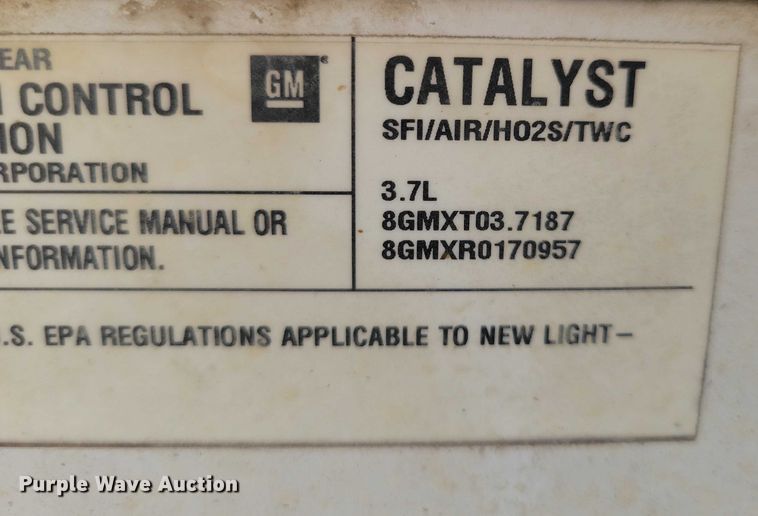 EAR
CONTROL
ION
RPORATION
GM
E SERVICE MANUAL OR
NFORMATION.
CATALYST
SFI/AIR/HO2S/TWC
3.7L
8GMXT03.7187
8GMXR0170957
.S. EPA REGULATIONS APPLICABLE TO NEW LIGHT-
Purple Wave Auction